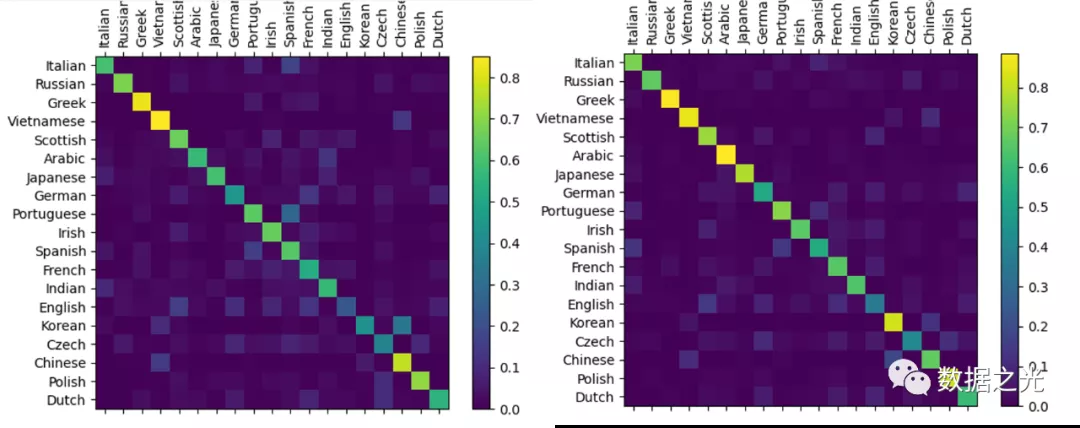 Italian Russian Greek Vietnam Scottish Arabic Japanes German Portugu Irish Spanish French Indian English Korean Czech Chinese Polish Dutch
Italian
Russian
Greek
Vietnamese
Scottish
Arabic
Japanese
German
Portuguese
Irish
Spanish
French
Indian
English
Korean
Czech
Chinese
Polish
Dutch
0.8
0.7
0.6
0.5
0.4
0.3
0.2
0.1
0.0
Italian Russian Greek Vietnar Scottis Arabic Japane Germa Portug Irish Spanish French Indian English Korean Czech Chines Polish Dutch
Italian
Russian
Greek
Vietnamese
Scottish
Arabic
Japanese
German
Portuguese
Irish
Spanish
French
Indian
English
Korean
Czech
Chinese
Polish
Dutch
0.8
0.7
0.6
0.5
0.4
0.3
0.2
0.1
0.0
数据之光